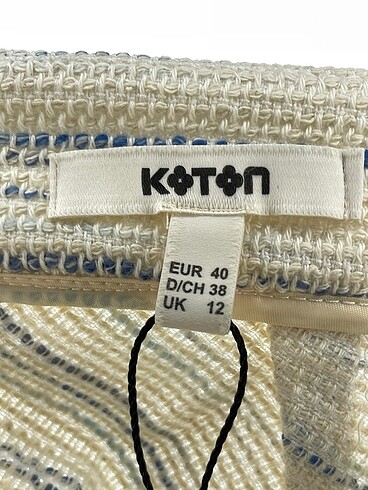 KOTON
EUR 40
D/CH 38
UK 12